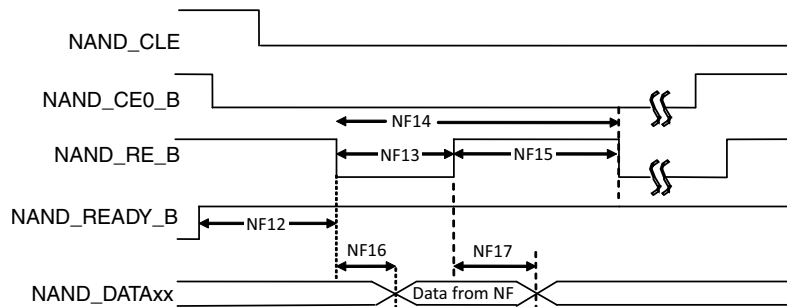 NAND_CLE
NAND_CE0_B
NF14
NAND_RE_B
NF13
NF15
NAND_READY_B
NF12
NF16
NF17
NAND_DATAxx
Data from NF